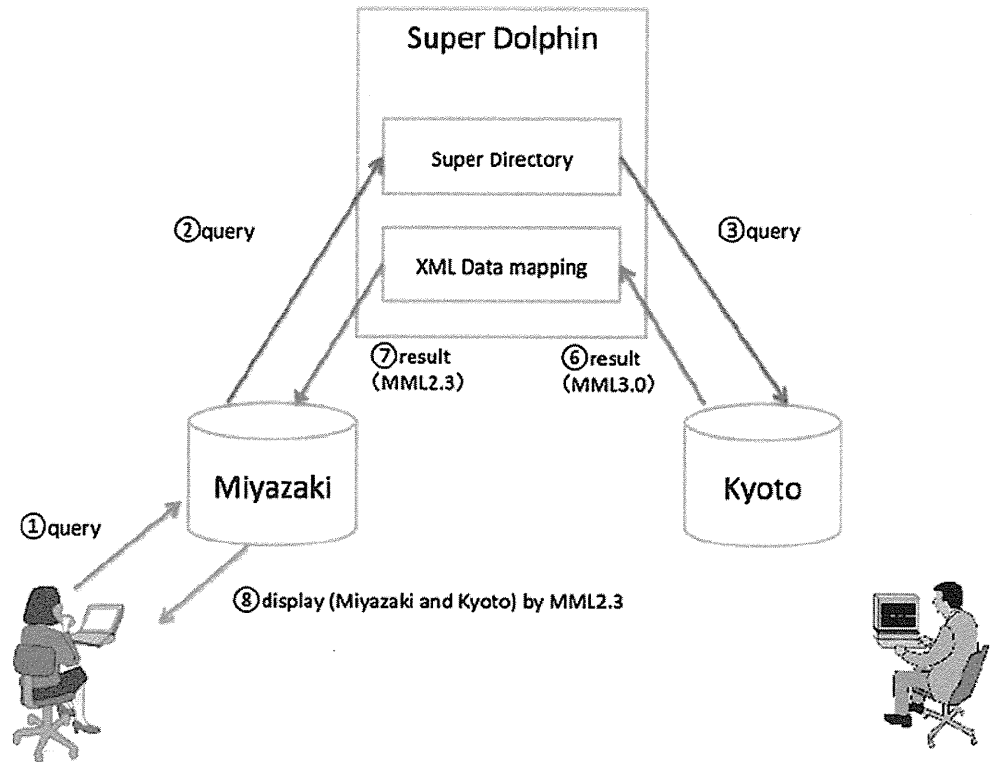 Super Dolphin
Super Directory
②query
③query
XML Data mapping
⑦result
(MML2.3)
⑥result
(MML3.0)
Miyazaki
Kyoto
①query
⑧display (Miyazaki and Kyoto) by MML2.3